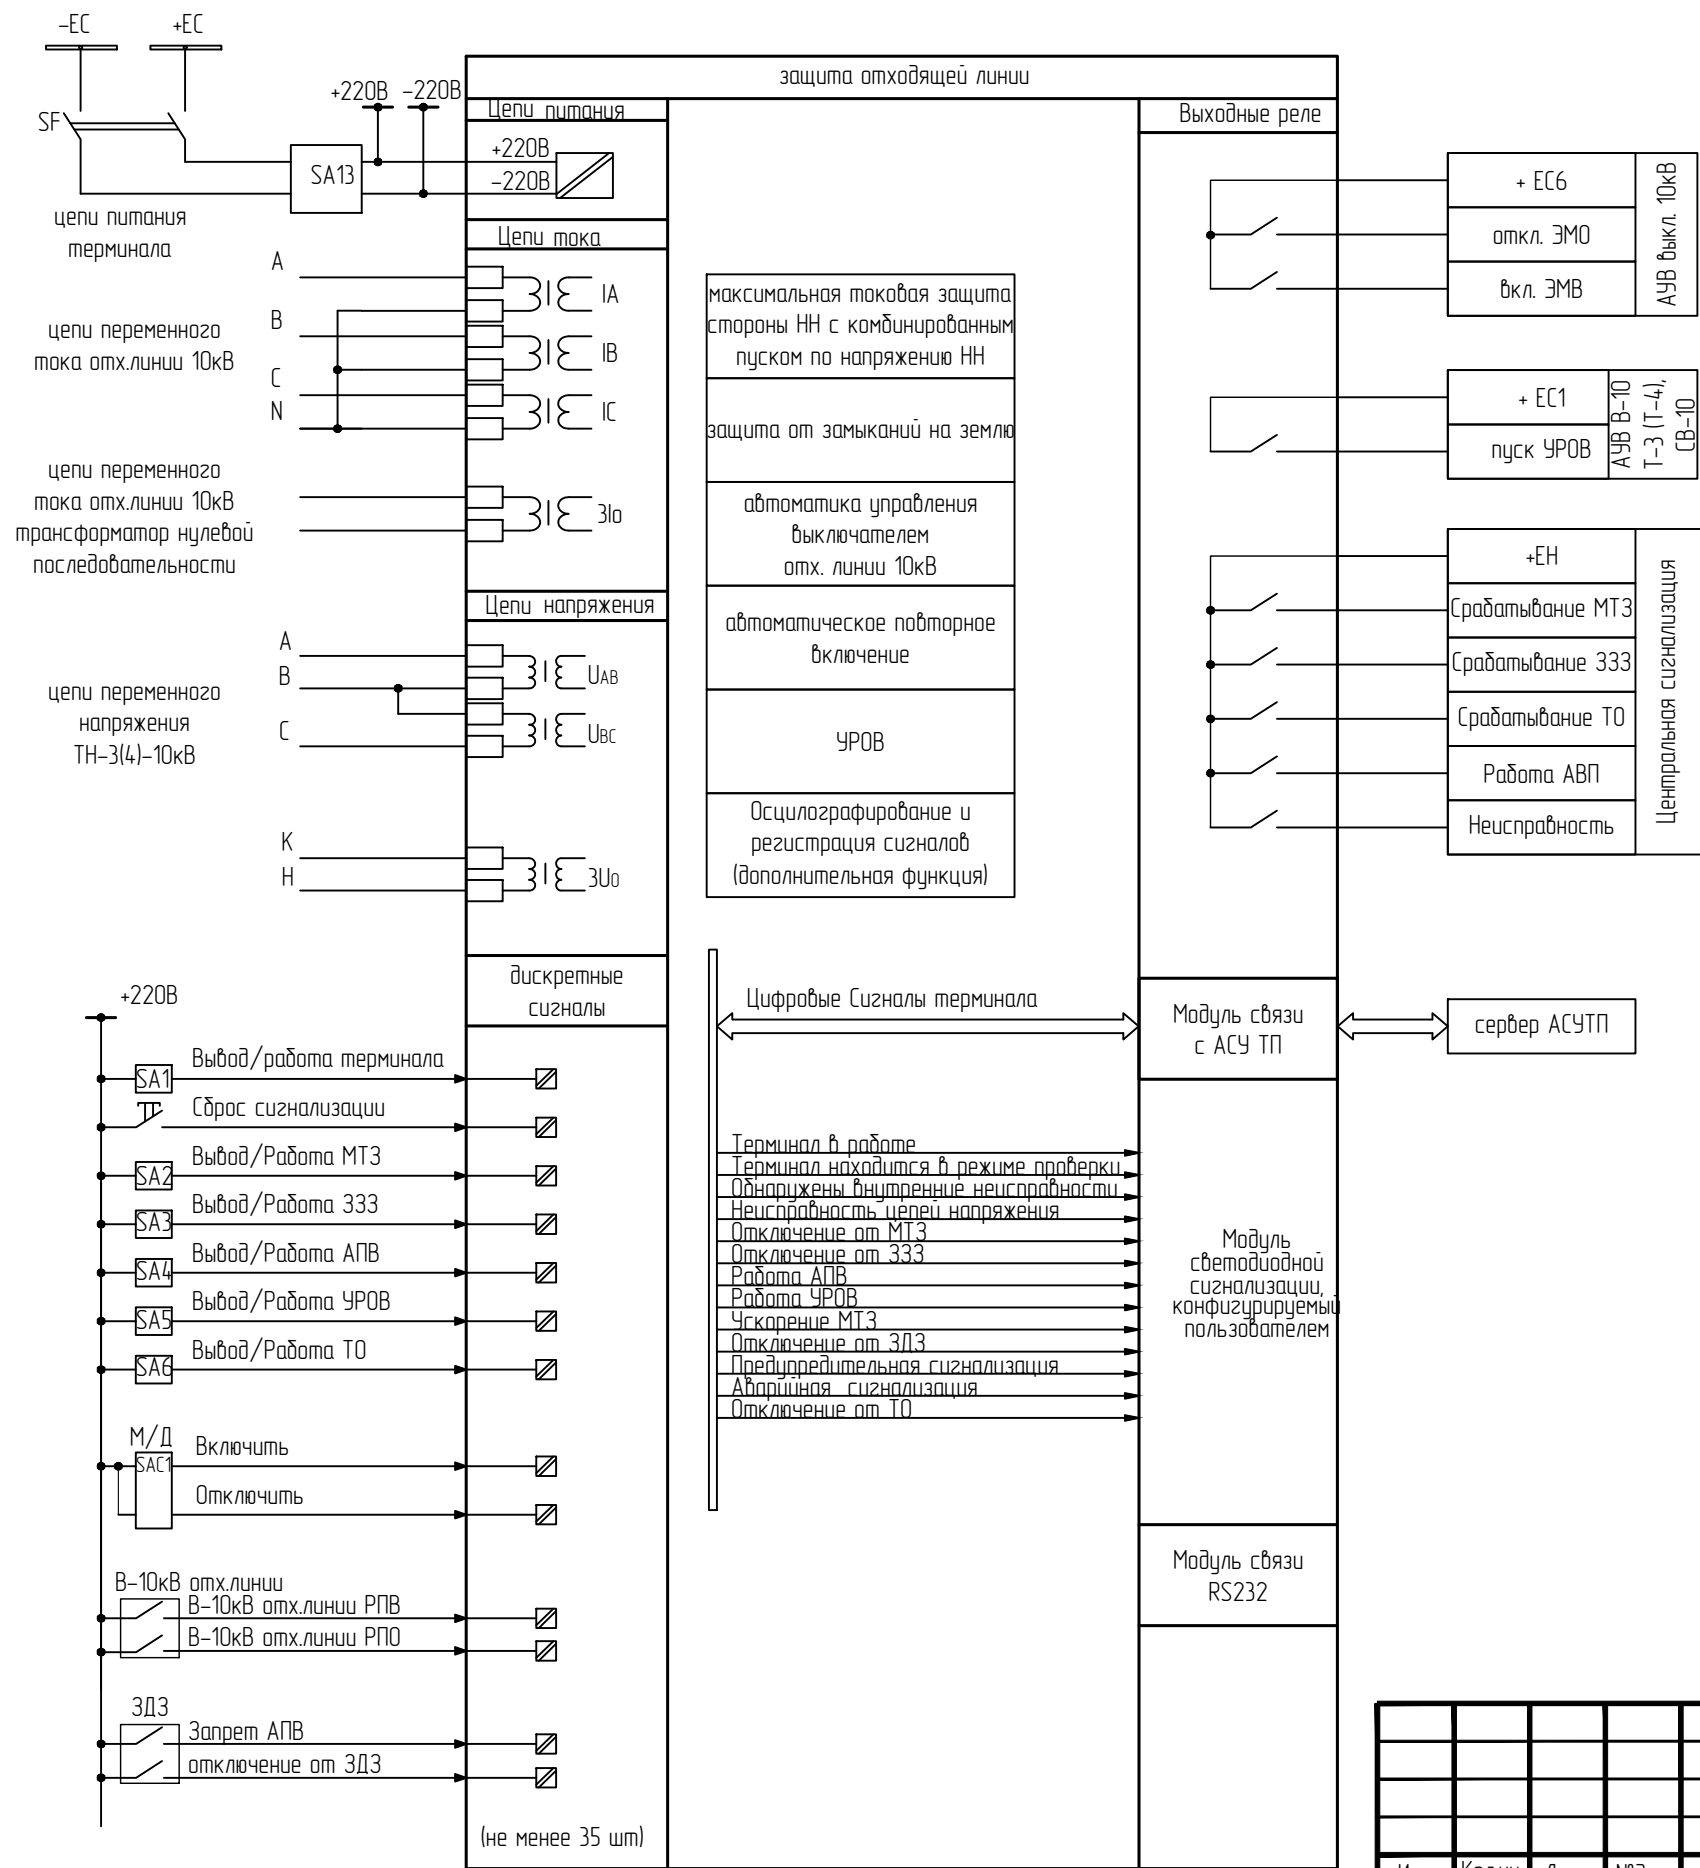 -ЕС
+ЕС
SF
+220В
-220В
SA13
цепи питания
терминала
защита отходящей линии
Цепи питания
+220В
-220В
Цепи тока
A
B
C
N
цепи переменного
тока отх.линии 10кВ
IA
IB
IC
цепи переменного
тока отх.линии 10кВ
трансформатор нулевой
последовательности
3Io
Цепи напряжения
A
B
C
цепи переменного
напряжения
ТН-3(4)-10кВ
UAB
UBC
К
Н
3U0
дискретные
сигналы
+220В
SA1
Вывод/работа терминала
Сброс сигнализации
SA2
Вывод/Работа МТЗ
SA3
Вывод/Работа ЗЗЗ
SA4
Вывод/Работа АПВ
SA5
Вывод/Работа УРОВ
SA6
Вывод/Работа ТО
М/Д
SAC1
Включить
Отключить
В-10кВ отх.линии
В-10кВ отх.линии РПВ
В-10кВ отх.линии РПО
ЗДЗ
Запрет АПВ
отключение от ЗДЗ
(не менее 35 шт)
максимальная токовая защита
стороны НН с комбинированным
пуском по напряжению НН
защита от замыканий на землю
автоматика управления
выключателем
отх. линии 10кВ
автоматическое повторное
включение
УРОВ
Осцилографирование и
регистрация сигналов
(дополнительная функция)
Цифровые Сигналы терминала
Терминал в работе
Терминал находится в режиме проверки
Обнаружены внутренние неисправности
Неисправность цепей напряжения
Отключение от МТЗ
Отключение от ЗЗЗ
Работа АПВ
Работа УРОВ
Ускорение МТЗ
Отключение от ЗДЗ
Предупредительная сигнализация
Аварийная сигнализация
Отключение от ТО
Выходные реле
Модуль связи
с АСУ ТП
Модуль
светодиодной
сигнализации,
конфигурируемый
пользователем
Модуль связи
RS232
+ ЕС6
откл. ЭМО
вкл. ЭМВ
АУВ выкл. 10кВ
+ ЕС1
пуск УРОВ
АУВ В-10
Т-3 (Т-4),
СВ-10
+ЕН
Срабатывание МТЗ
Срабатывание ЗЗЗ
Срабатывание ТО
Работа АВП
Неисправность
Центральная сигнализация
сервер АСУТП